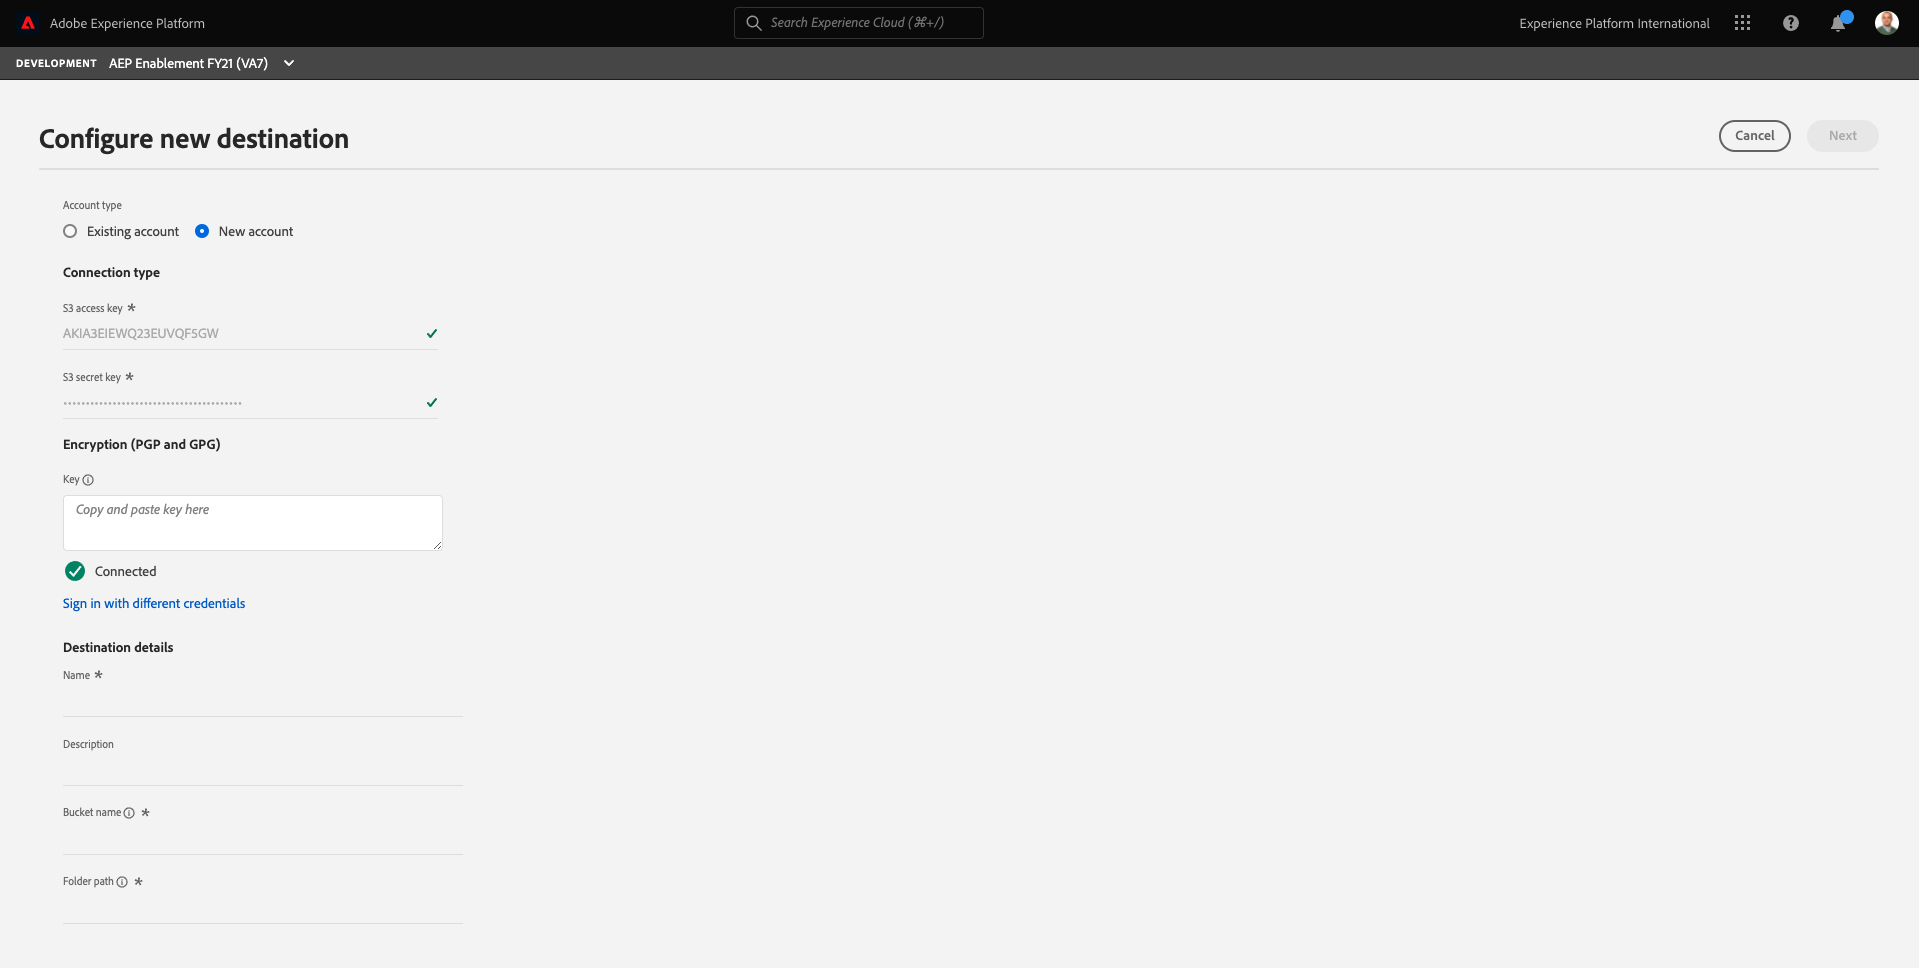 Adobe Experience Platform
Search Experience Cloud (⌘+/)
Experience Platform International
DEVELOPMENT AEP Enablement FY21 (VA7)
Configure new destination
Cancel
Next
Account type
Existing account
New account
Connection type
S3 access key *
AKIA3EIEWQ23EUVQF5GW
S3 secret key *
••••••••••••••••••••••••••••••••••••••••
Encryption (PGP and GPG)
Key
Copy and paste key here
Connected
Sign in with different credentials
Destination details
Name *
Description
Bucket name *
Folder path *